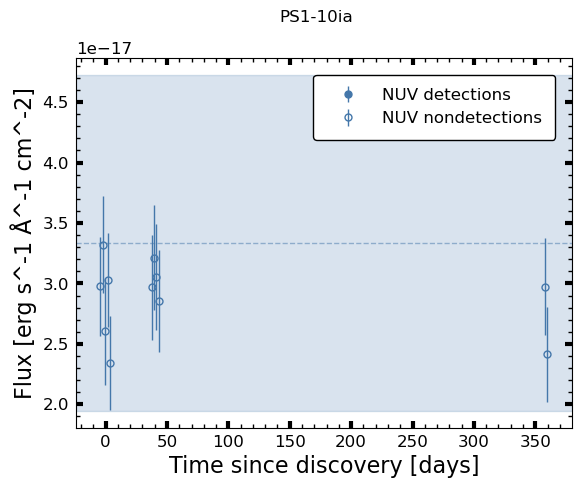 PS1-10ia
1e−17
NUV detections
NUV nondetections
4.5
4.0
3.5
3.0
2.5
2.0
Flux [erg s^-1 Å^-1 cm^-2]
0 50 100 150 200 250 300 350
Time since discovery [days]